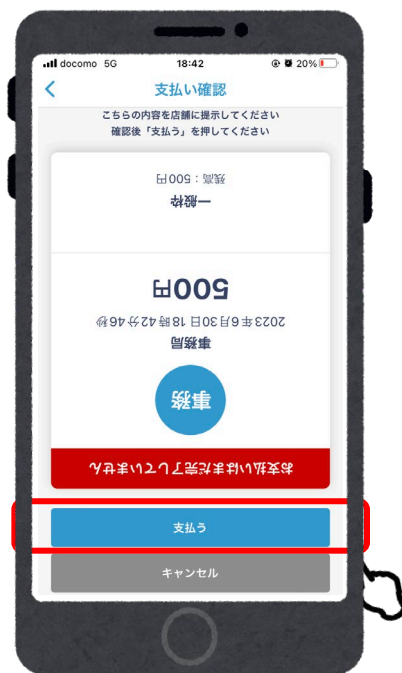 docomo 5G 18:42 20%
支払い確認
こちらの内容を店舗に提示してください
確認後「支払う」を押してください
お支払いはまだ完了していません
事務
事務局
2023年6月30日 18時42分46秒
500円
一般枠
残高：500円
支払う
キャンセル